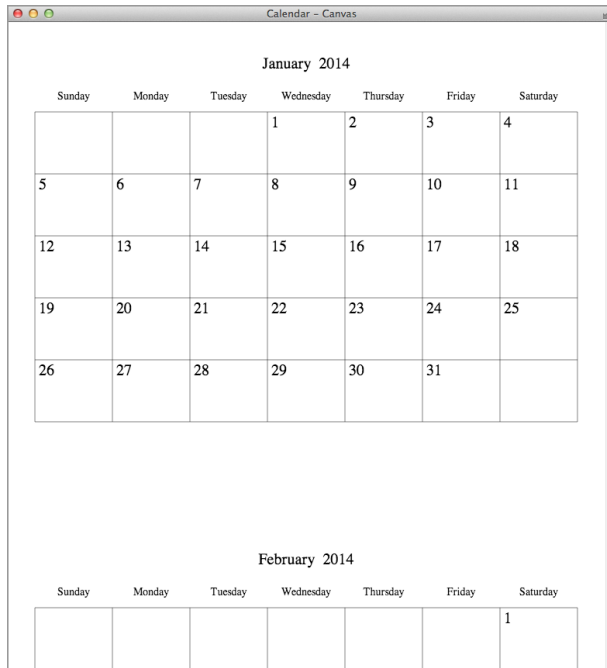 Calendar – Canvas
January 2014
Sunday Monday Tuesday Wednesday Thursday Friday Saturday
1 2 3 4
5 6 7 8 9 10 11
12 13 14 15 16 17 18
19 20 21 22 23 24 25
26 27 28 29 30 31
February 2014
Sunday Monday Tuesday Wednesday Thursday Friday Saturday
1